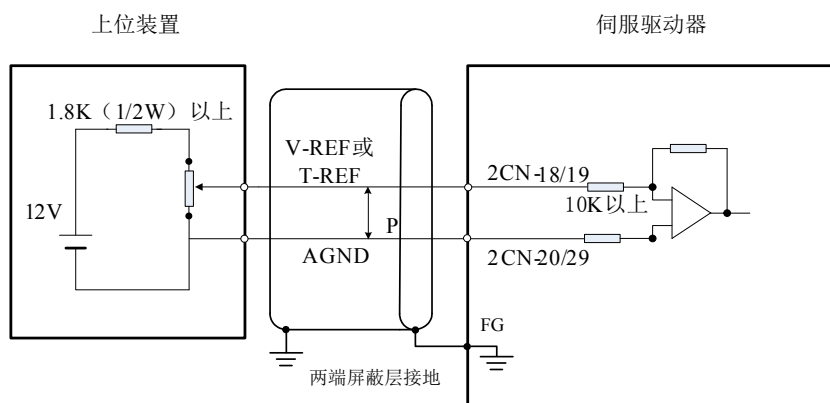 上位装置
伺服驱动器
1.8K（1/2W）以上
V-REF或
T-REF
2CN-18/19
10K以上
12V
P
AGND
2CN-20/29
FG
两端屏蔽层接地